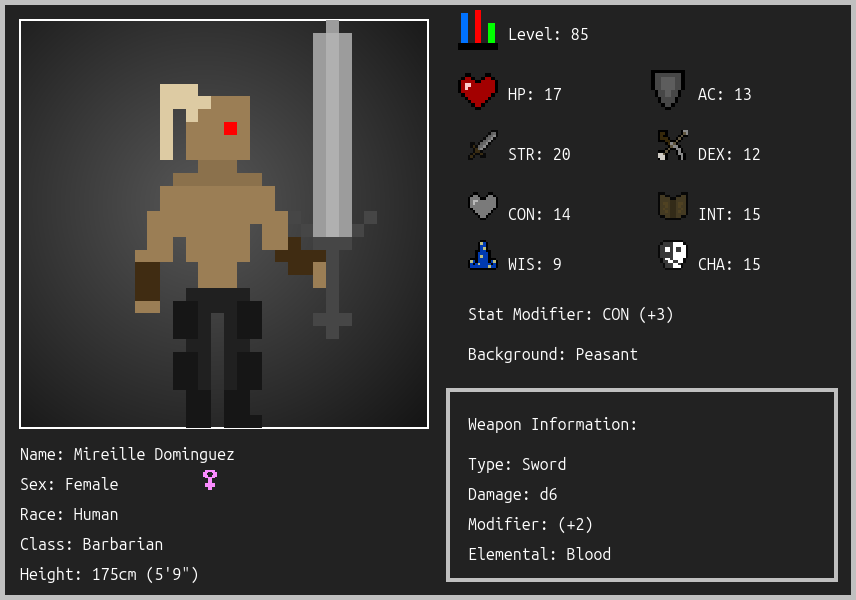 Level: 85
HP: 17
AC: 13
STR: 20
DEX: 12
CON: 14
INT: 15
WIS: 9
CHA: 15
Stat Modifier: CON (+3)
Background: Peasant
Weapon Information:
Type: Sword
Damage: d6
Modifier: (+2)
Elemental: Blood
Name: Mireille Dominguez
Sex: Female
Race: Human
Class: Barbarian
Height: 175cm (5'9")